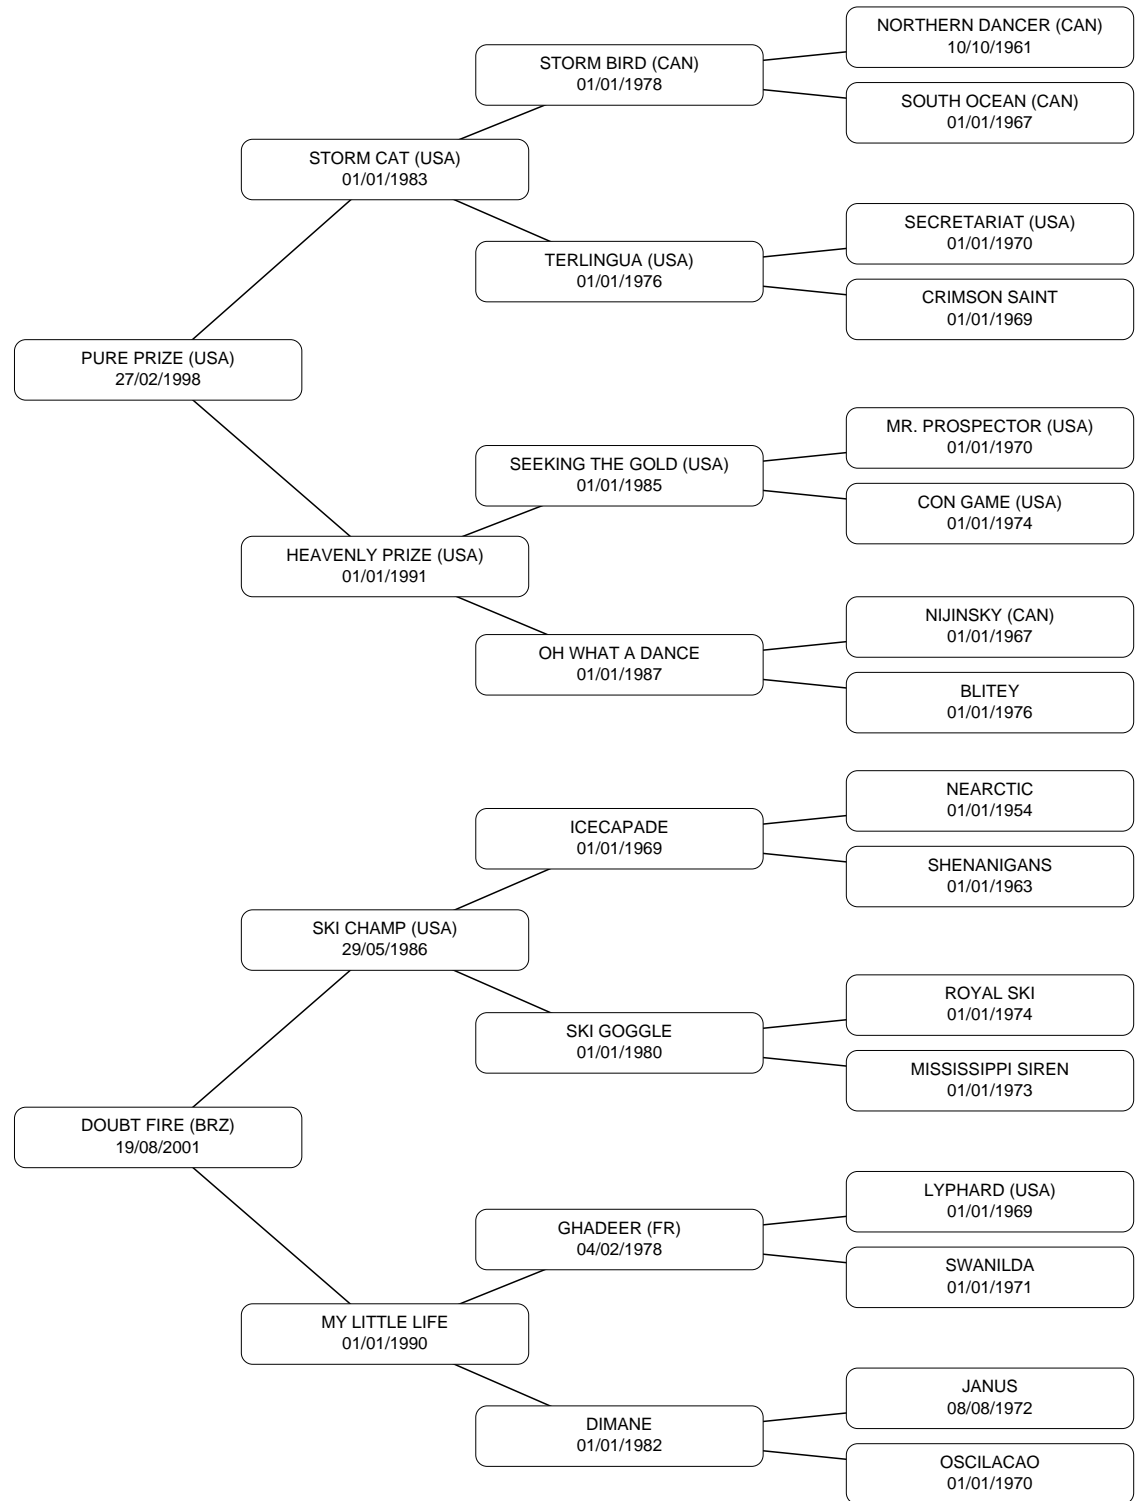 NORTHERN DANCER (CAN)
10/10/1961
STORM BIRD (CAN)
01/01/1978
SOUTH OCEAN (CAN)
01/01/1967
STORM CAT (USA)
01/01/1983
SECRETARIAT (USA)
01/01/1970
TERLINGUA (USA)
01/01/1976
CRIMSON SAINT
01/01/1969
PURE PRIZE (USA)
27/02/1998
MR. PROSPECTOR (USA)
01/01/1970
SEEKING THE GOLD (USA)
01/01/1985
CON GAME (USA)
01/01/1974
HEAVENLY PRIZE (USA)
01/01/1991
NIJINSKY (CAN)
01/01/1967
OH WHAT A DANCE
01/01/1987
BLITEY
01/01/1976
NEARCTIC
01/01/1954
ICECAPADE
01/01/1969
SHENANIGANS
01/01/1963
SKI CHAMP (USA)
29/05/1986
ROYAL SKI
01/01/1974
SKI GOGGLE
01/01/1980
MISSISSIPPI SIREN
01/01/1973
DOUBT FIRE (BRZ)
19/08/2001
LYPHARD (USA)
01/01/1969
GHADEER (FR)
04/02/1978
SWANILDA
01/01/1971
MY LITTLE LIFE
01/01/1990
JANUS
08/08/1972
DIMANE
01/01/1982
OSCILACAO
01/01/1970